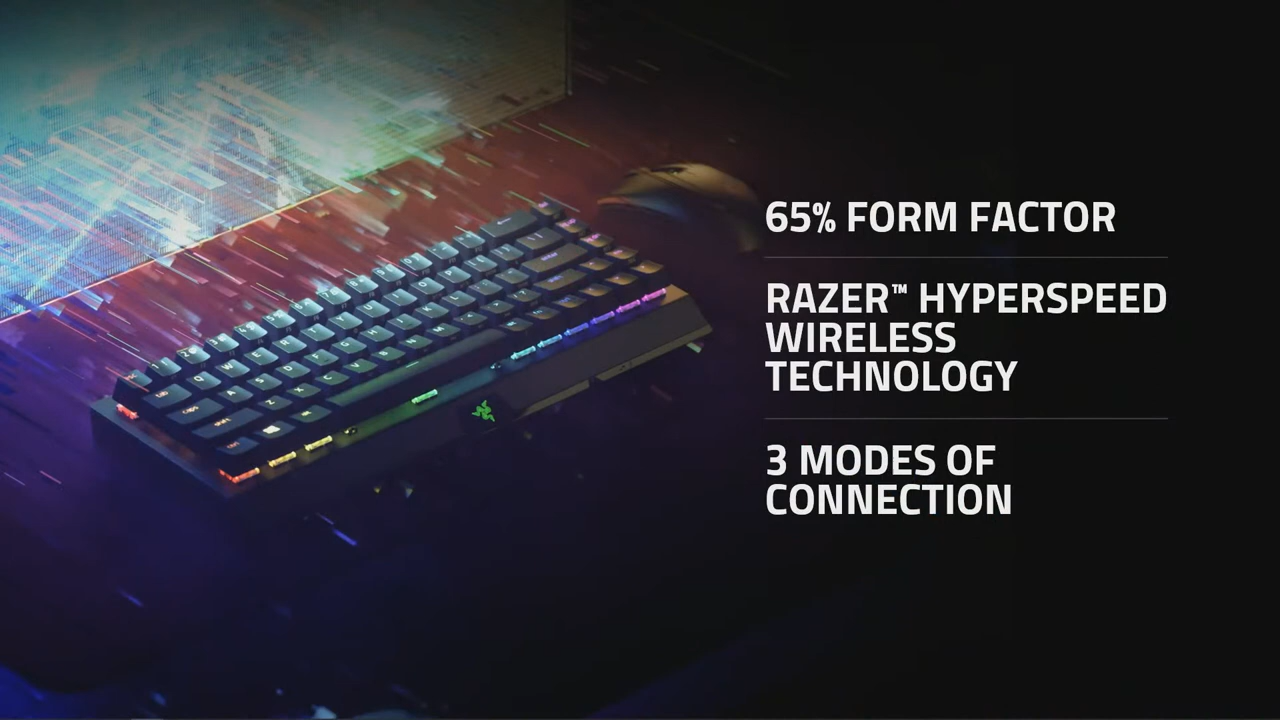 65% FORM FACTOR
RAZER™ HYPERSPEED
WIRELESS
TECHNOLOGY
3 MODES OF
CONNECTION